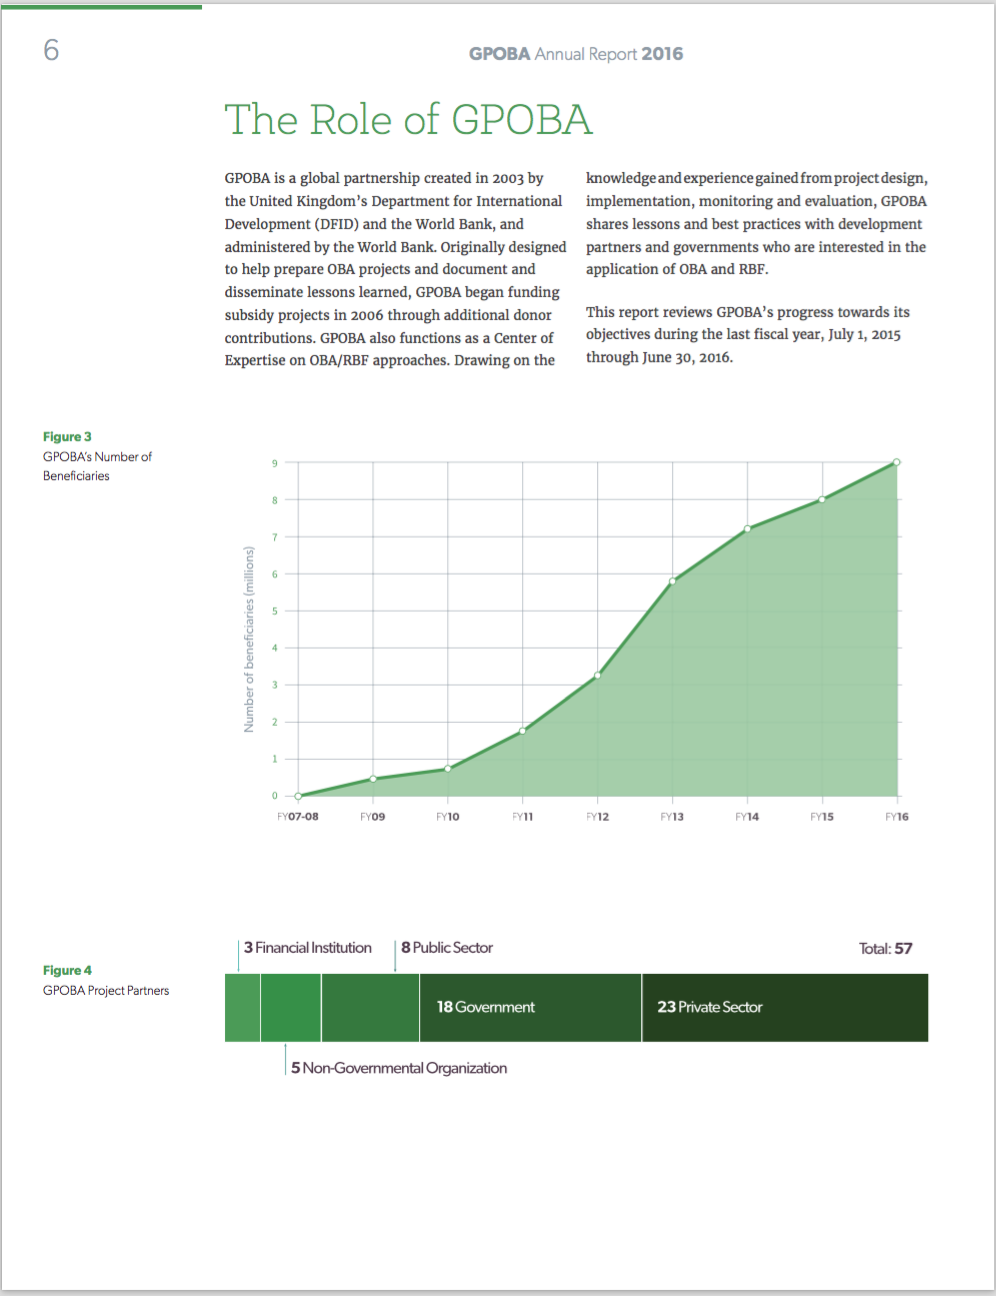 6
GPOBA Annual Report 2016
The Role of GPOBA
GPOBA is a global partnership created in 2003 by
the United Kingdom's Department for International
Development (DFID) and the World Bank, and
administered by the World Bank. Originally designed
to help prepare OBA projects and document and
disseminate lessons learned, GPOBA began funding
subsidy projects in 2006 through additional donor
contributions. GPOBA also functions as a Center of
Expertise on OBA/RBF approaches. Drawing on the
knowledge and experience gained from project design,
implementation, monitoring and evaluation, GPOBA
shares lessons and best practices with development
partners and governments who are interested in the
application of OBA and RBF.
This report reviews GPOBA's progress towards its
objectives during the last fiscal year, July 1, 2015
through June 30, 2016.
Figure 3
GPOBA's Number of
Beneficiaries
Number of beneficiaries (millions)
9
8
7
6
5
4
3
2
1
0
FY07-08 FY09 FY10 FY11 FY12 FY13 FY14 FY15 FY16
Figure 4
GPOBA Project Partners
3 Financial Institution 8 Public Sector Total: 57
18 Government 23 Private Sector
5 Non-Governmental Organization